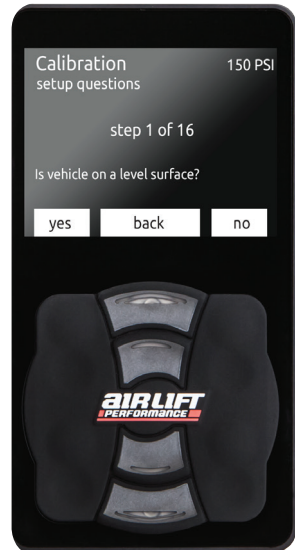 Calibration
150 PSI
setup questions
step 1 of 16
Is vehicle on a level surface?
yes back no
AIRLIFT
PERFORMANCE